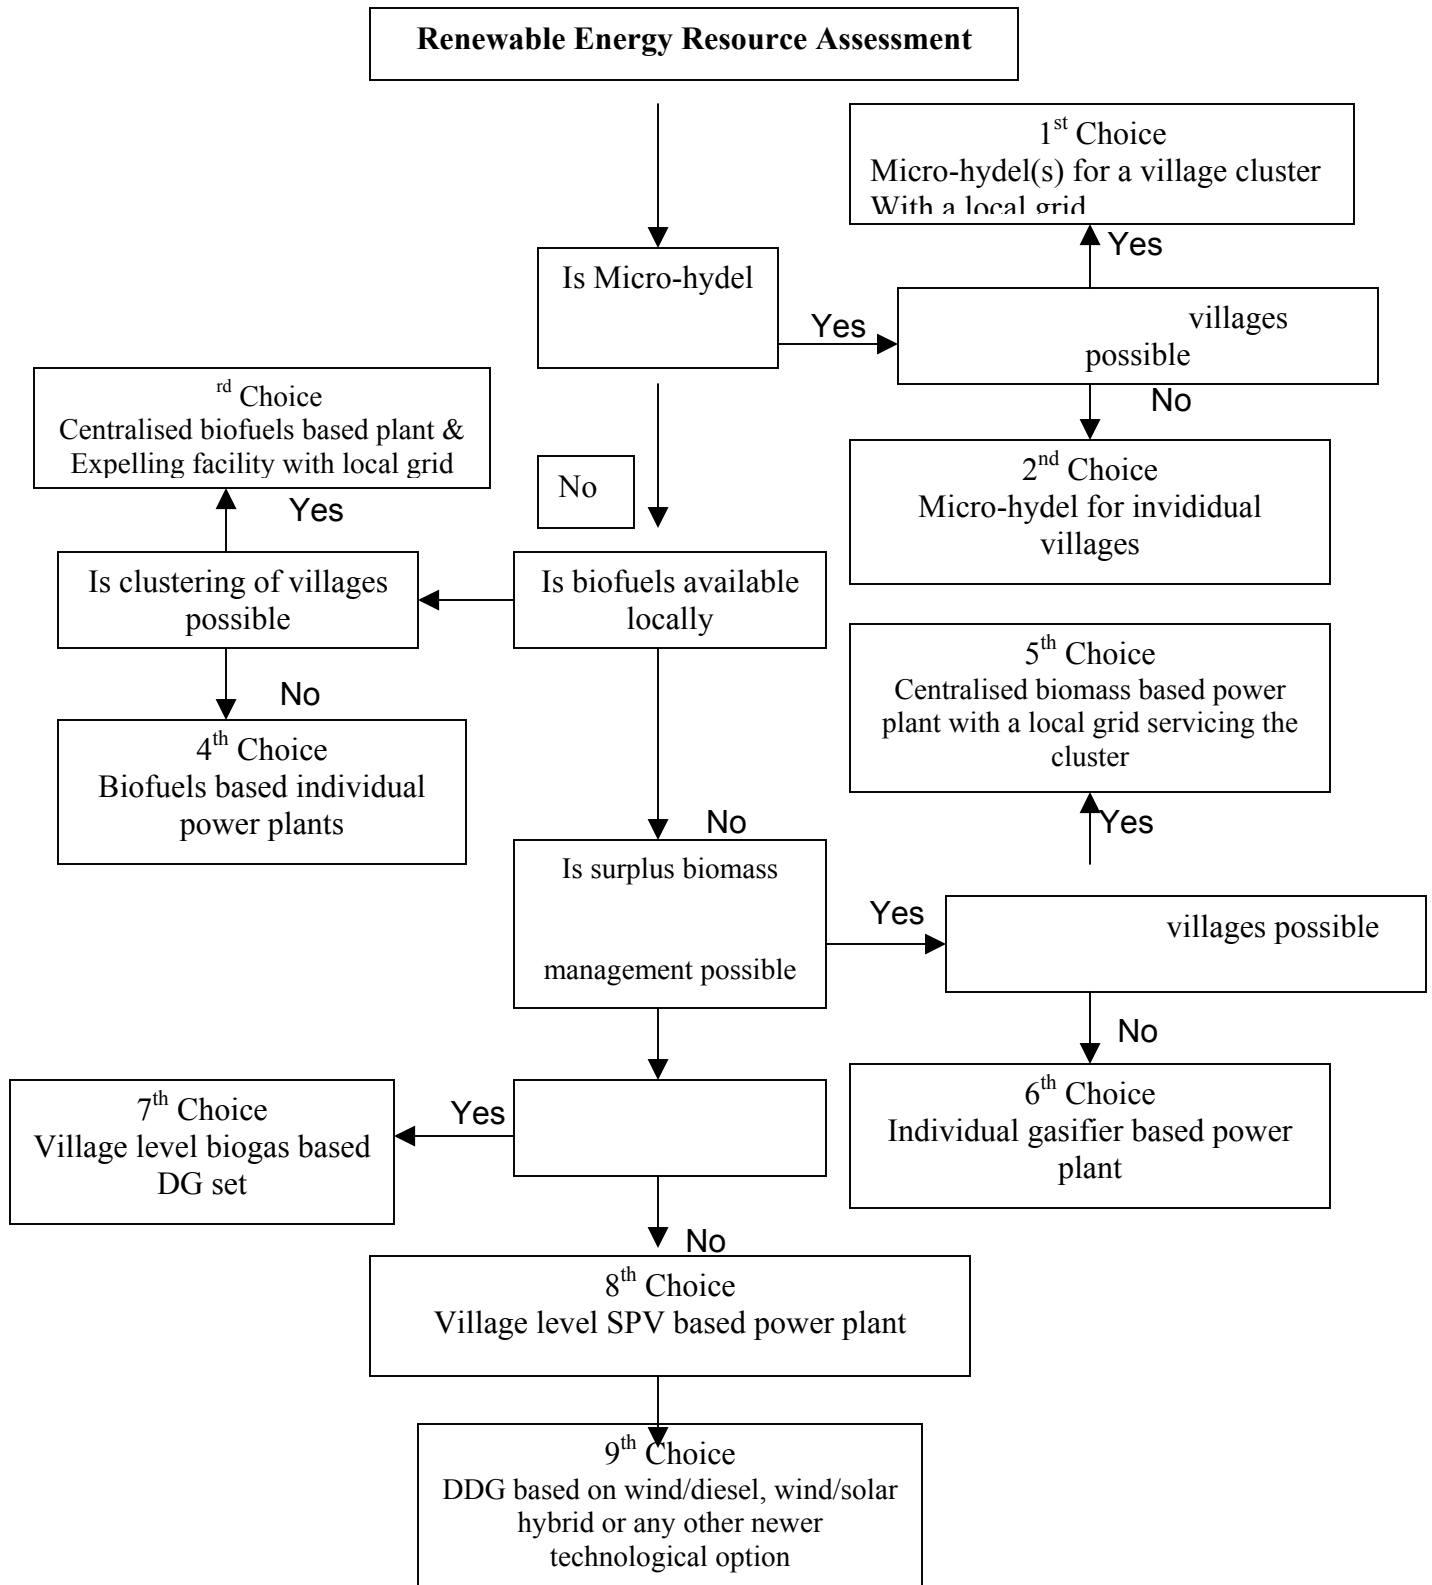 Renewable Energy Resource Assessment
1st Choice
Micro-hydel(s) for a village cluster
With a local grid
Yes
Is Micro-hydel
Yes
villages
possible
No
rd Choice
Centralised biofuels based plant &
Expelling facility with local grid
Yes
No
2nd Choice
Micro-hydel for invididual
villages
Is clustering of villages
possible
Is biofuels available
locally
No
4th Choice
Biofuels based individual
power plants
5th Choice
Centralised biomass based power
plant with a local grid servicing the
cluster
Yes
No
Is surplus biomass
management possible
Yes
villages possible
No
6th Choice
Individual gasifier based power
plant
7th Choice
Village level biogas based
DG set
Yes
No
8th Choice
Village level SPV based power plant
9th Choice
DDG based on wind/diesel, wind/solar
hybrid or any other newer
technological option